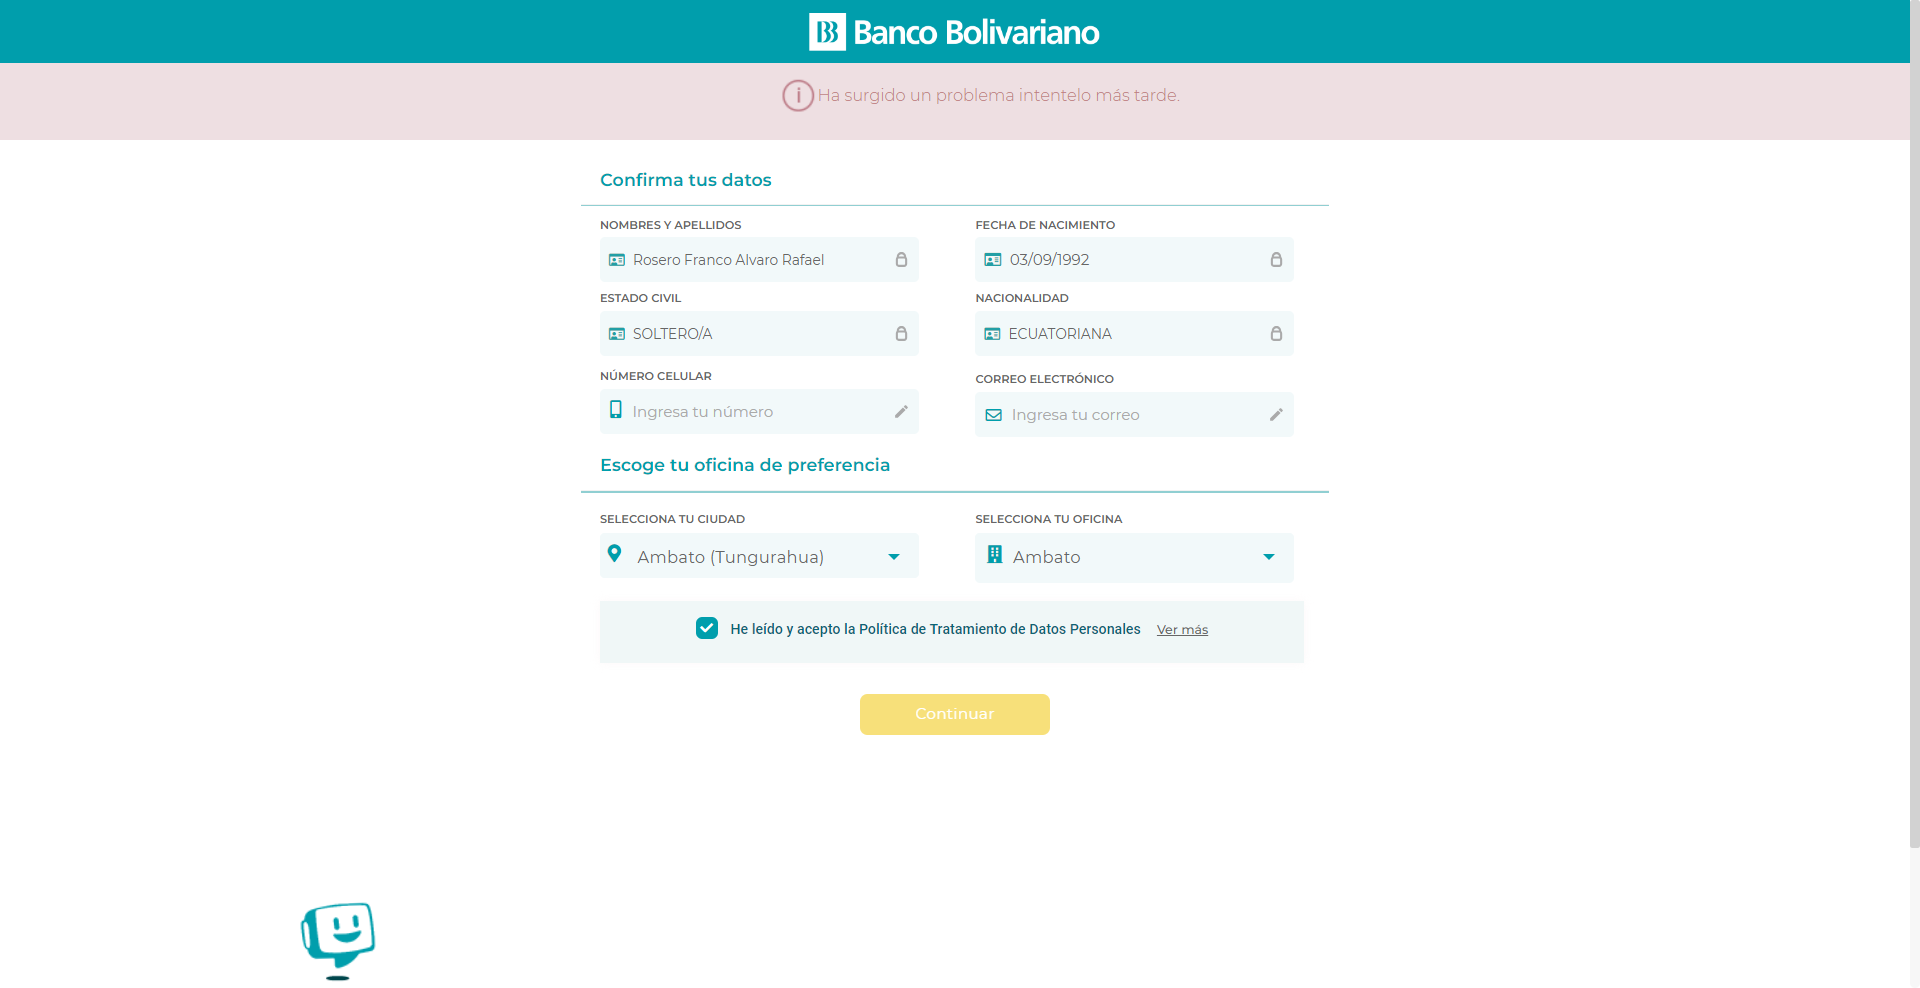 Banco Bolivariano
Ha surgido un problema intentelo más tarde.
Confirma tus datos
NOMBRES Y APELLIDOS
Rosero Franco Alvaro Rafael
FECHA DE NACIMIENTO
03/09/1992
ESTADO CIVIL
SOLTERO/A
NACIONALIDAD
ECUATORIANA
NÚMERO CELULAR
Ingresa tu número
CORREO ELECTRÓNICO
Ingresa tu correo
Escoge tu oficina de preferencia
SELECCIONA TU CIUDAD
Ambato (Tungurahua)
SELECCIONA TU OFICINA
Ambato
He leído y acepto la Política de Tratamiento de Datos Personales Ver más
Continuar